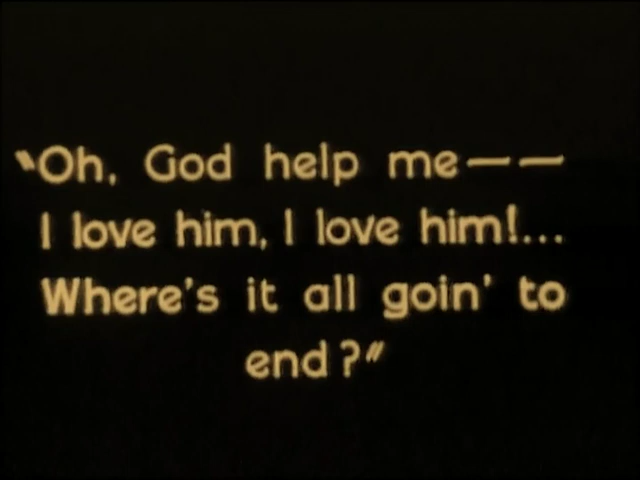 "Oh, God help me——
I love him, I love him!...
Where's it all goin' to
end?"